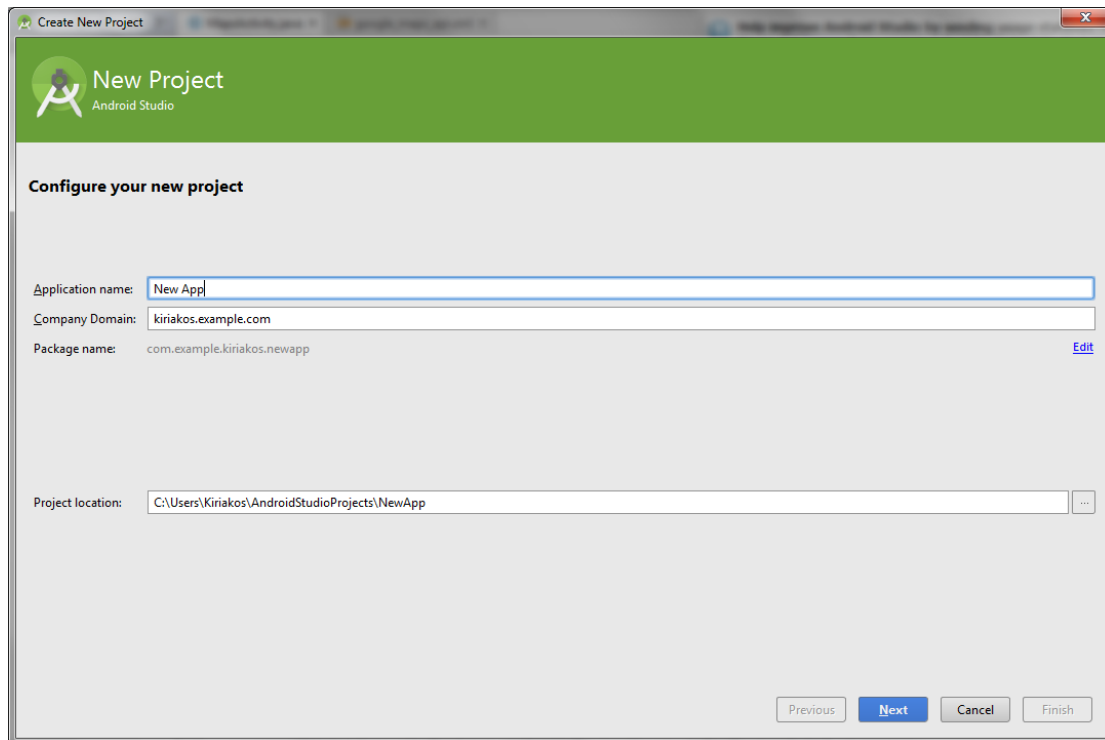 Create New Project
New Project
Android Studio
Configure your new project
Application name: New App
Company Domain: kiriakos.example.com
Package name: com.example.kiriakos.newapp Edit
Project location: C:\Users\Kiriakos\AndroidStudioProjects\NewApp ...
Previous Next Cancel Finish